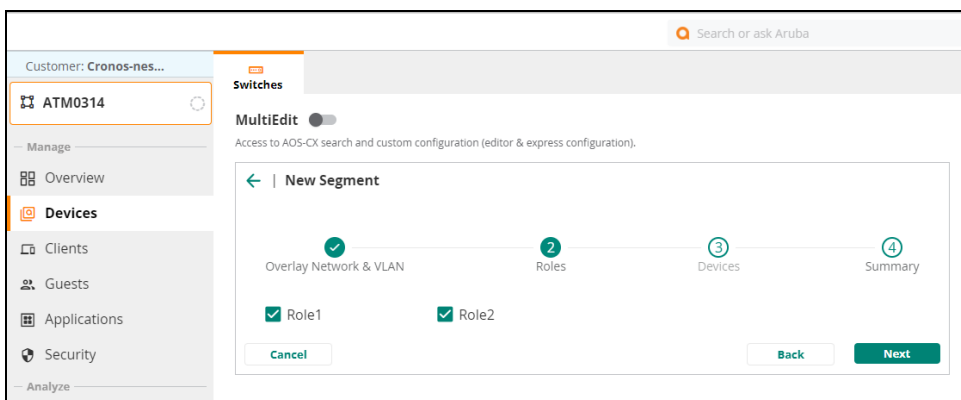 Search or ask Aruba
Customer: Cronos-nes...
ATM0314
Manage
Overview
Devices
Clients
Guests
Applications
Security
Analyze
Switches
MultiEdit
Access to AOS-CX search and custom configuration (editor & express configuration).
New Segment
2
3
4
Overlay Network & VLAN
Roles
Devices
Summary
Role1
Role2
Cancel
Back
Next